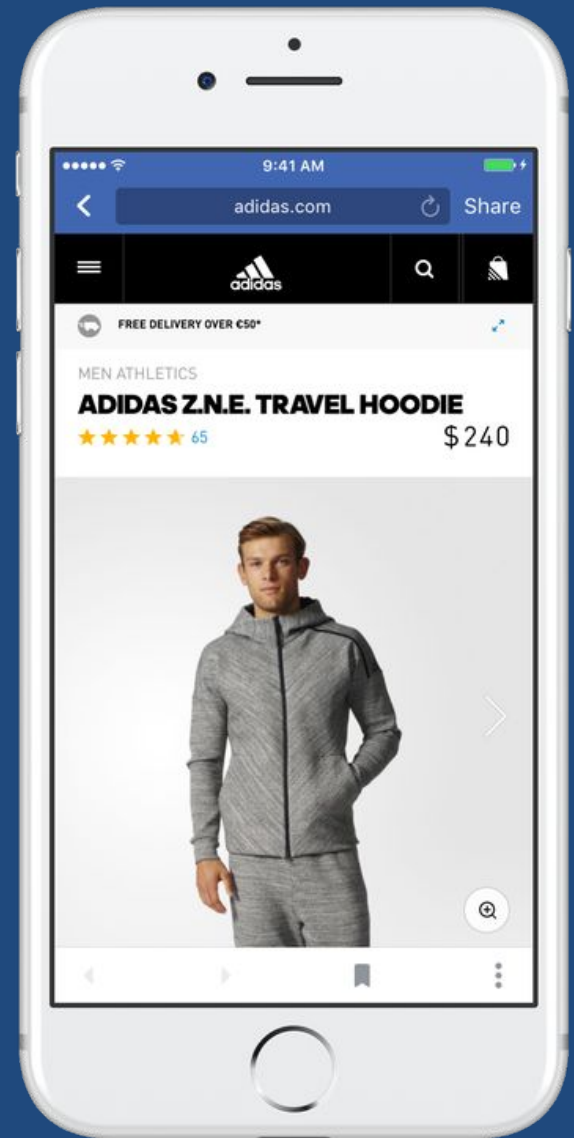 9:41 AM
adidas.com
Share
adidas
FREE DELIVERY OVER €50*
MEN ATHLETICS
ADIDAS Z.N.E. TRAVEL HOODIE
65
$240